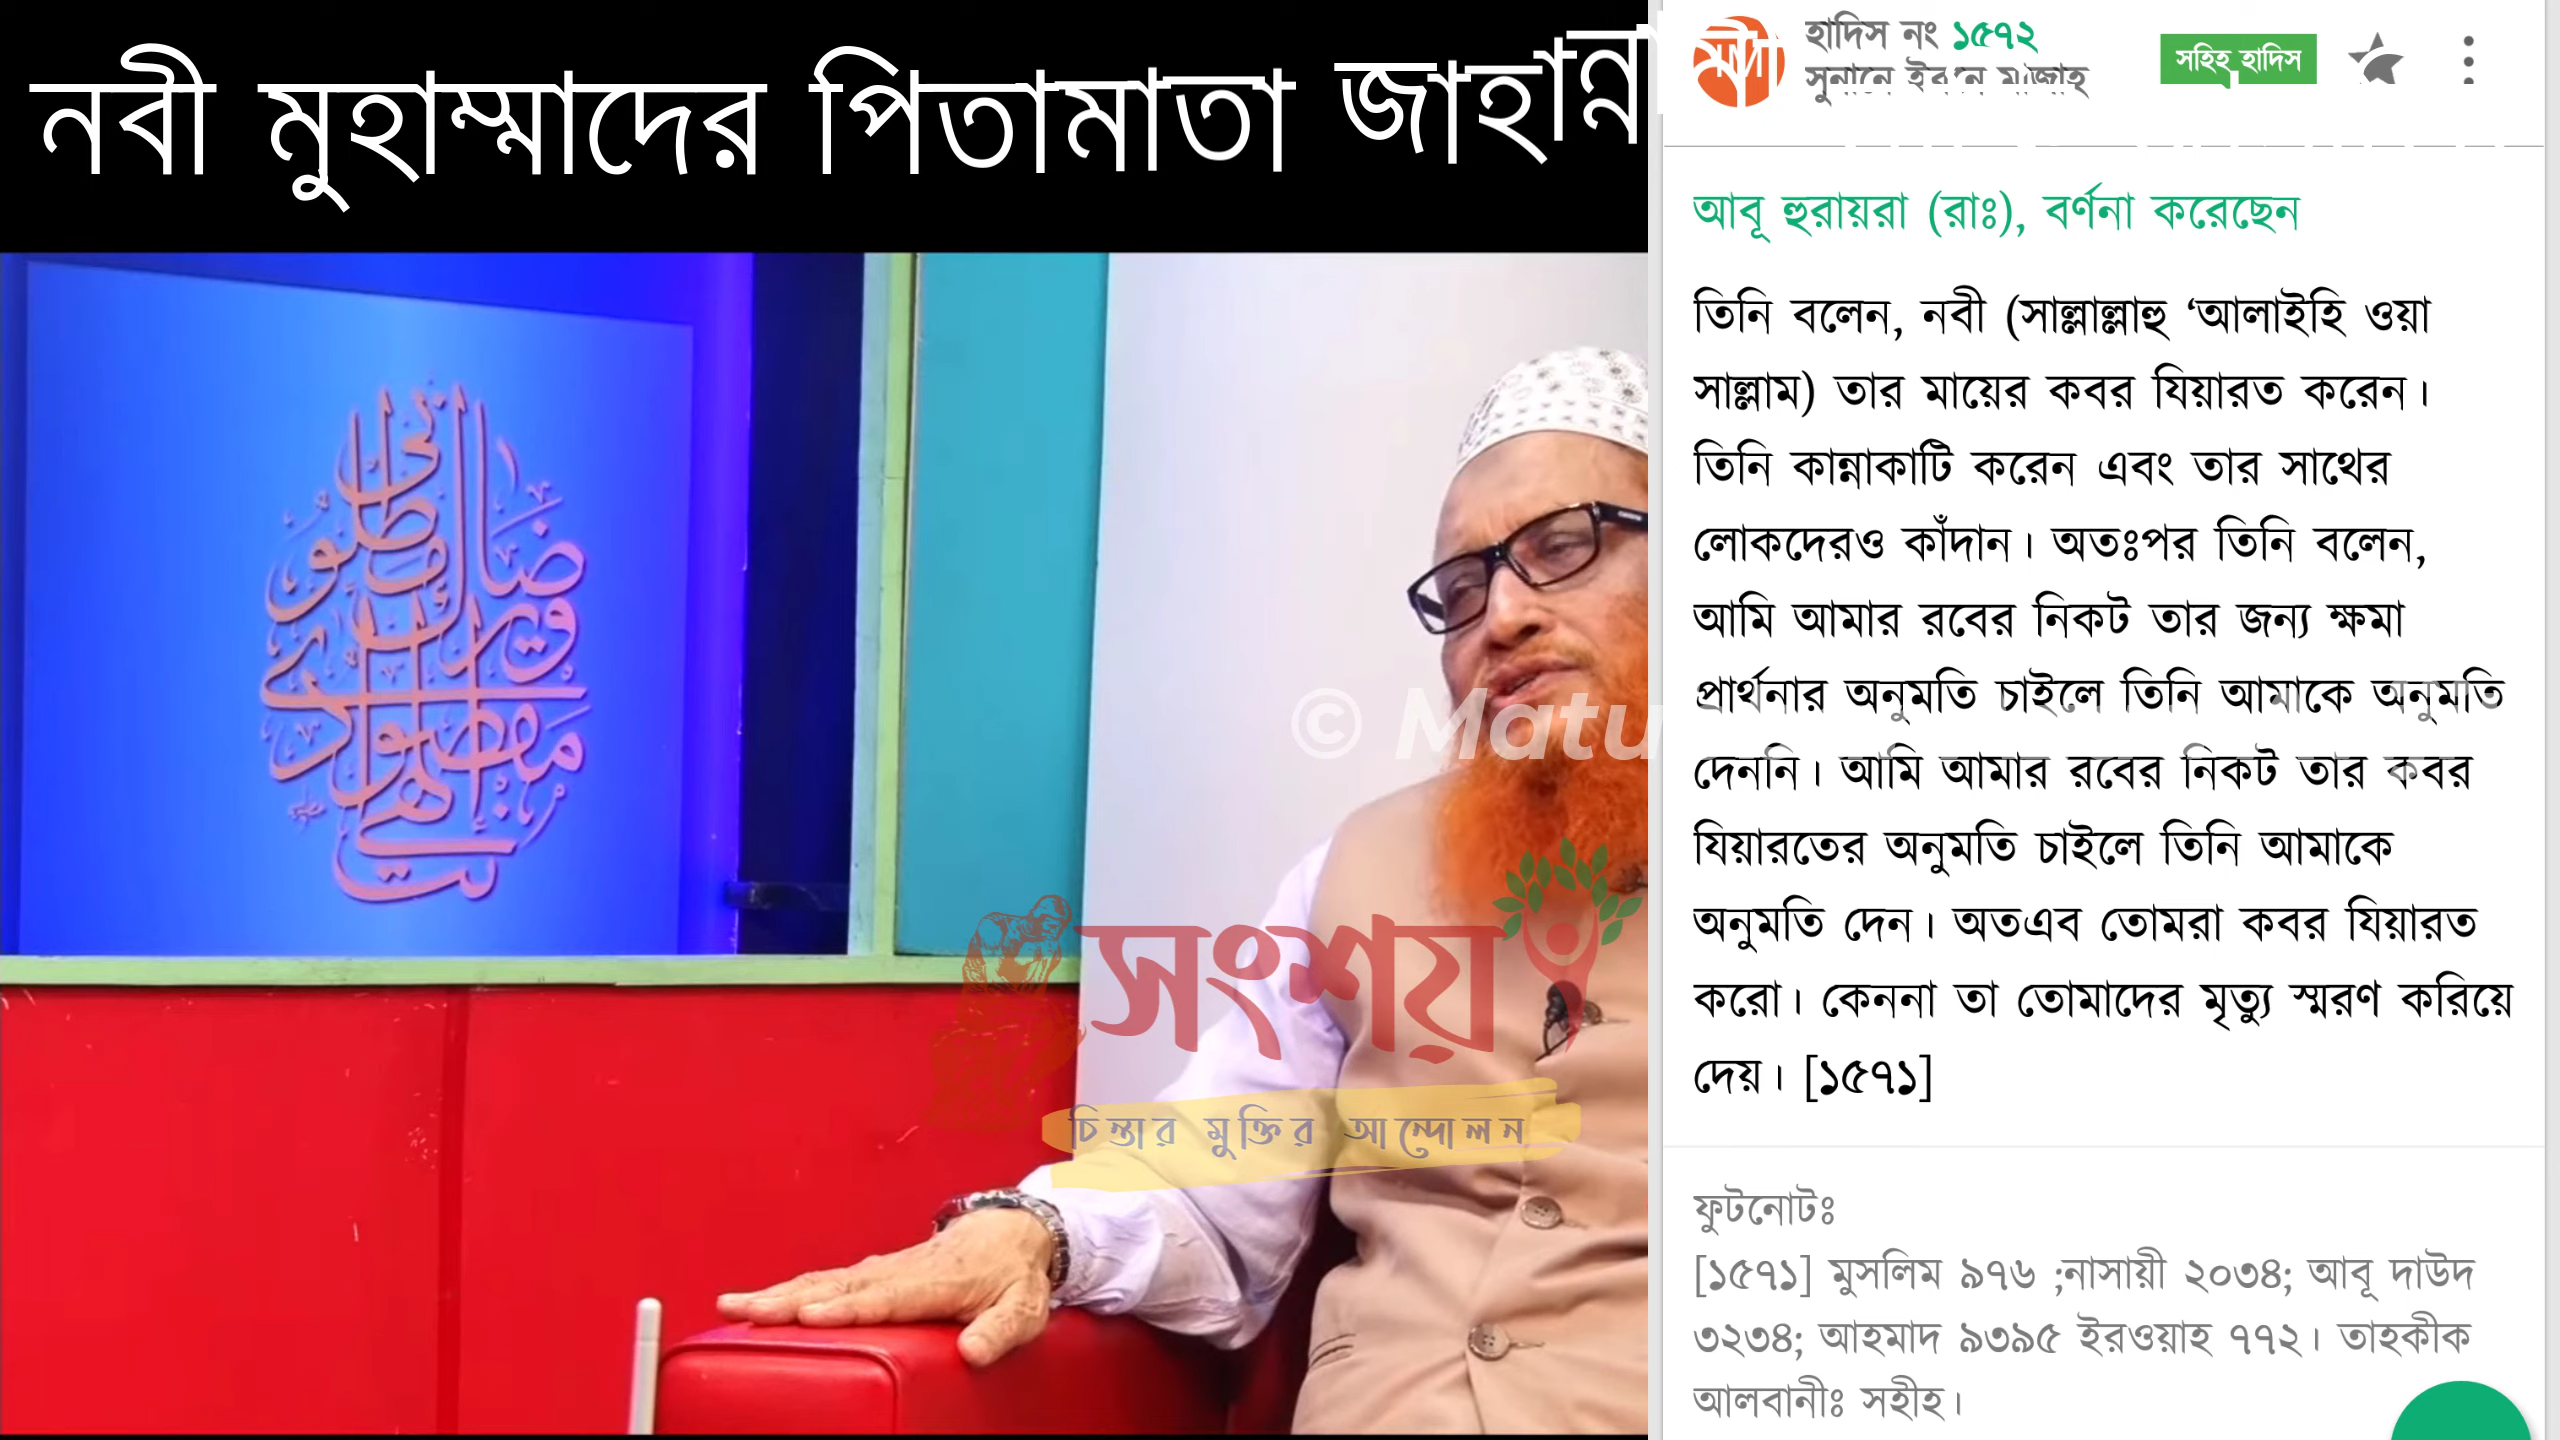 নবী মুহাম্মাদের পিতামাতা জাহান্নামী
© Matu
সংশয়
চিন্তার মুক্তির আন্দোলন
হাদিস নং ১৫৭২
সুনানে ইবনে মাজাহ
সহিহ হাদিস
আবূ হুরায়রা (রাঃ), বর্ণনা করেছেন
তিনি বলেন, নবী (সাল্লাল্লাহু ‘আলাইহি ওয়া
সাল্লাম) তার মায়ের কবর যিয়ারত করেন।
তিনি কান্নাকাটি করেন এবং তার সাথের
লোকদেরও কাঁদান। অতঃপর তিনি বলেন,
আমি আমার রবের নিকট তার জন্য ক্ষমা
প্রার্থনার অনুমতি চাইলে তিনি আমাকে অনুমতি
দেননি। আমি আমার রবের নিকট তার কবর
যিয়ারতের অনুমতি চাইলে তিনি আমাকে
অনুমতি দেন। অতএব তোমরা কবর যিয়ারত
করো। কেননা তা তোমাদের মৃত্যু স্মরণ করিয়ে
দেয়। [১৫৭১]
ফুটনোটঃ
[১৫৭১] মুসলিম ৯৭৬ ;নাসায়ী ২০৩৪; আবূ দাউদ
৩২৩৪; আহমাদ ৯৩৯৫ ইরওয়াহ ৭৭২। তাহকীক
আলবানীঃ সহীহ।